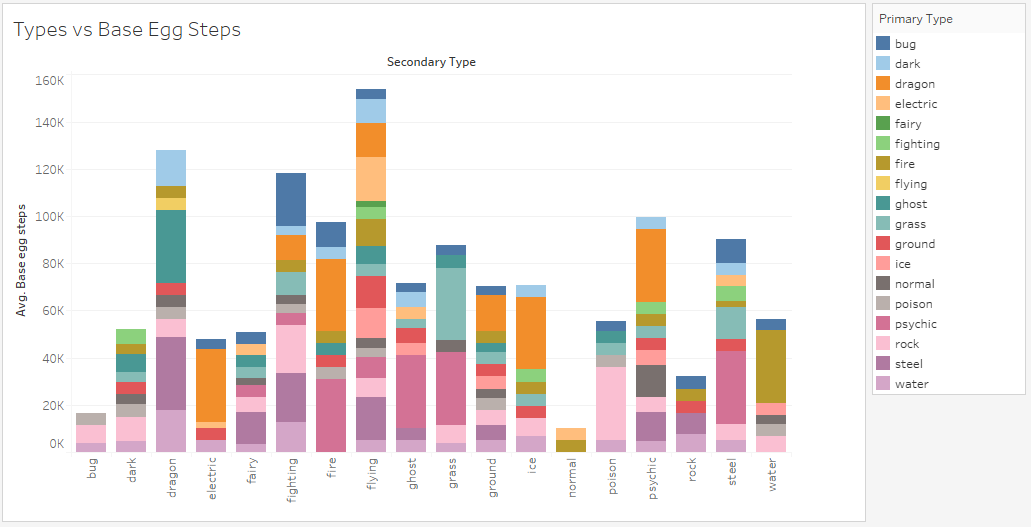 Types vs Base Egg Steps
Secondary Type
Avg. Base egg steps
160K
140K
120K
100K
80K
60K
40K
20K
0K
bug
dark
dragon
electric
fairy
fighting
fire
flying
ghost
grass
ground
ice
normal
poison
psychic
rock
steel
water
Primary Type
bug
dark
dragon
electric
fairy
fighting
fire
flying
ghost
grass
ground
ice
normal
poison
psychic
rock
steel
water